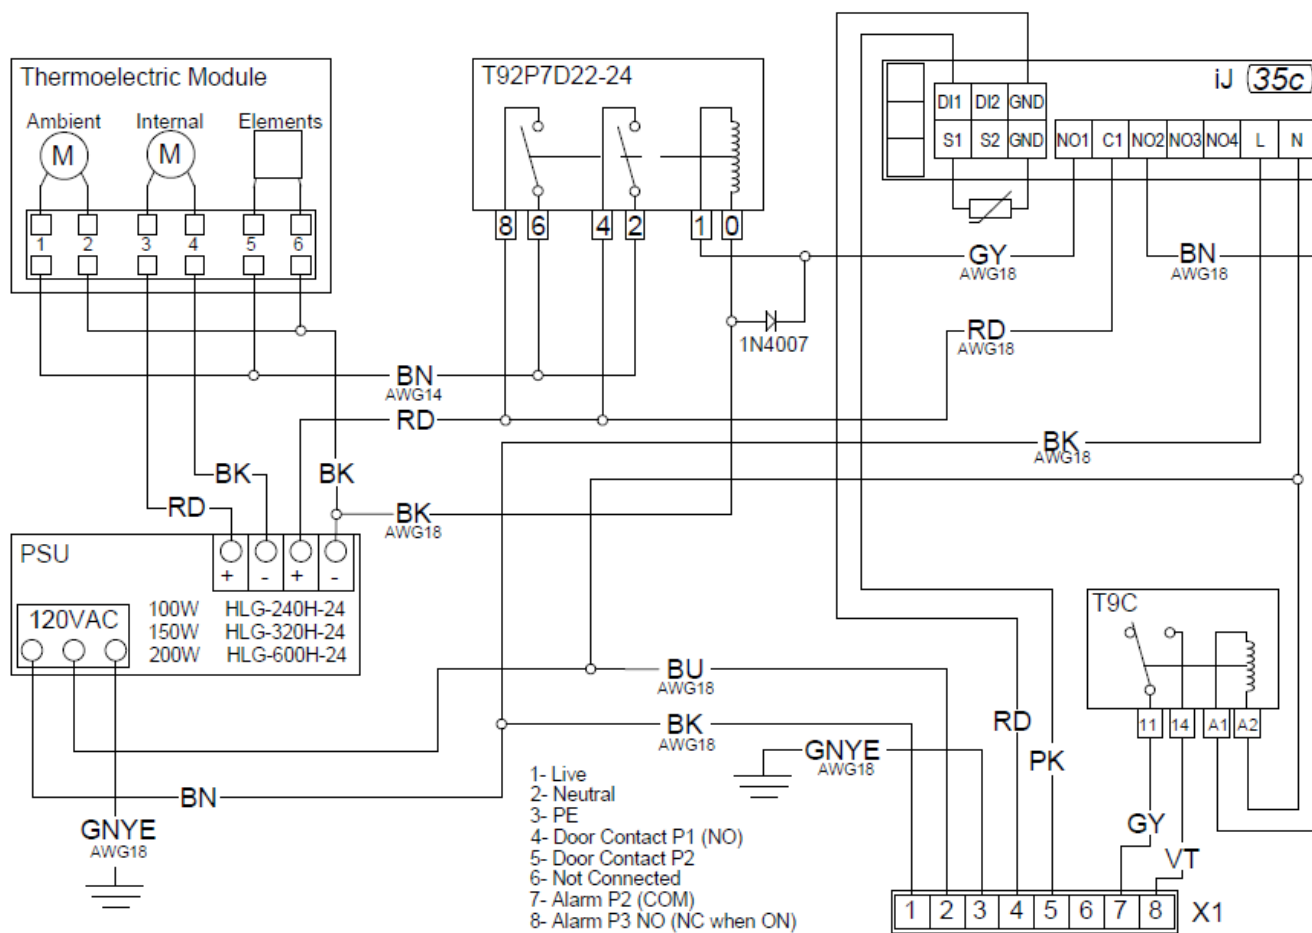 Thermoelectric Module
Ambient Internal Elements
M M
1 2 3 4 5 6
T92P7D22-24
8 6 4 2 1 0
iJ 35c
DI1 DI2 GND
S1 S2 GND
NO1 C1 NO2 NO3 NO4 L N
GY
AWG18
BN
AWG18
1N4007
RD
AWG18
BN
AWG14
RD
BK
AWG18
BK
BK
RD
BK
AWG18
PSU
+ - + -
120VAC
100W HLG-240H-24
150W HLG-320H-24
200W HLG-600H-24
T9C
11 14 A1 A2
BU
AWG18
BK
AWG18
RD
PK
GNYE
AWG18
BN
GNYE
AWG18
GY
VT
1- Live
2- Neutral
3- PE
4- Door Contact P1 (NO)
5- Door Contact P2
6- Not Connected
7- Alarm P2 (COM)
8- Alarm P3 NO (NC when ON)
1 2 3 4 5 6 7 8 X1